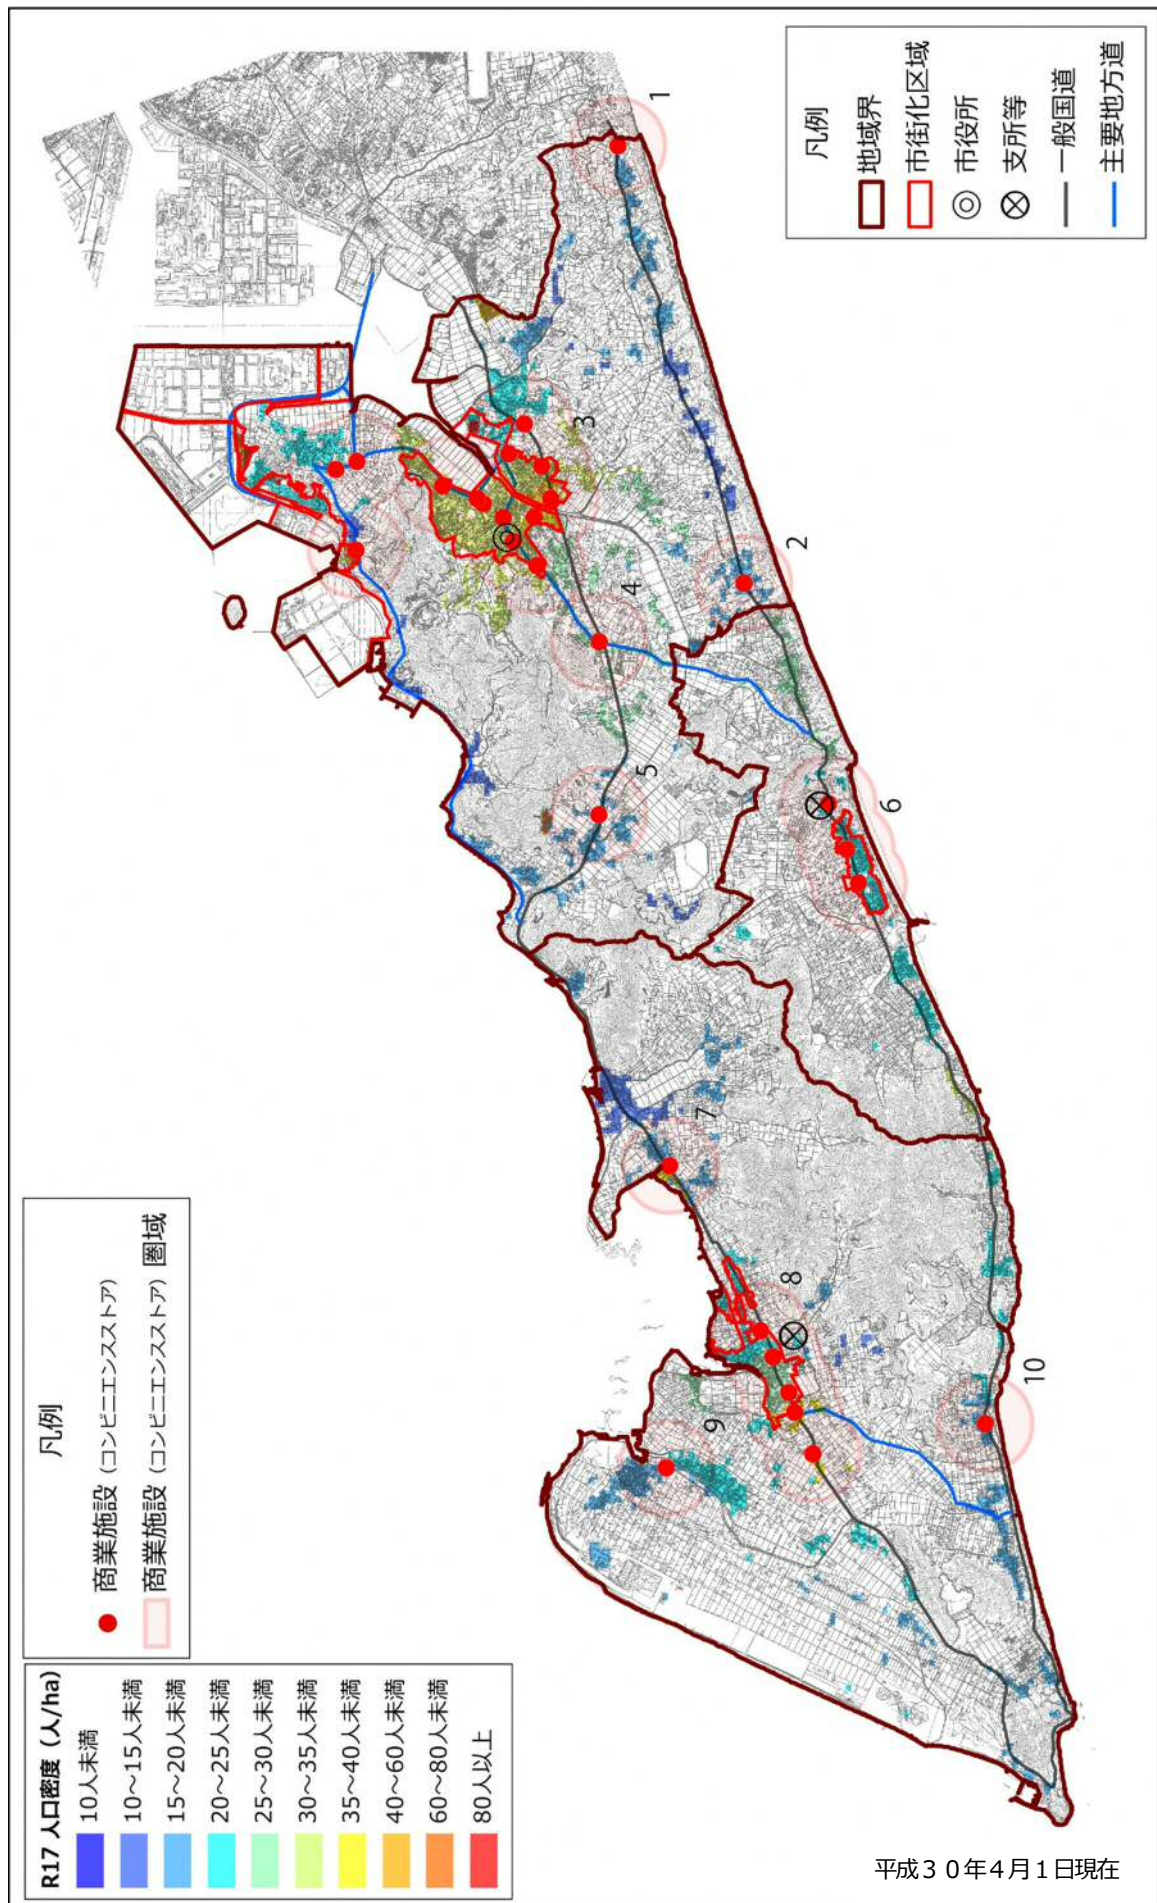 凡例
商業施設（コンビニエンスストア）
商業施設（コンビニエンスストア）圏域
R17 人口密度（人/ha）
10人未満
10～15人未満
15～20人未満
20～25人未満
25～30人未満
30～35人未満
35～40人未満
40～60人未満
60～80人未満
80人以上
凡例
地域界
市街化区域
市役所
支所等
一般国道
主要地方道
1
2
3
4
5
6
7
8
9
10
平成３０年４月１日現在